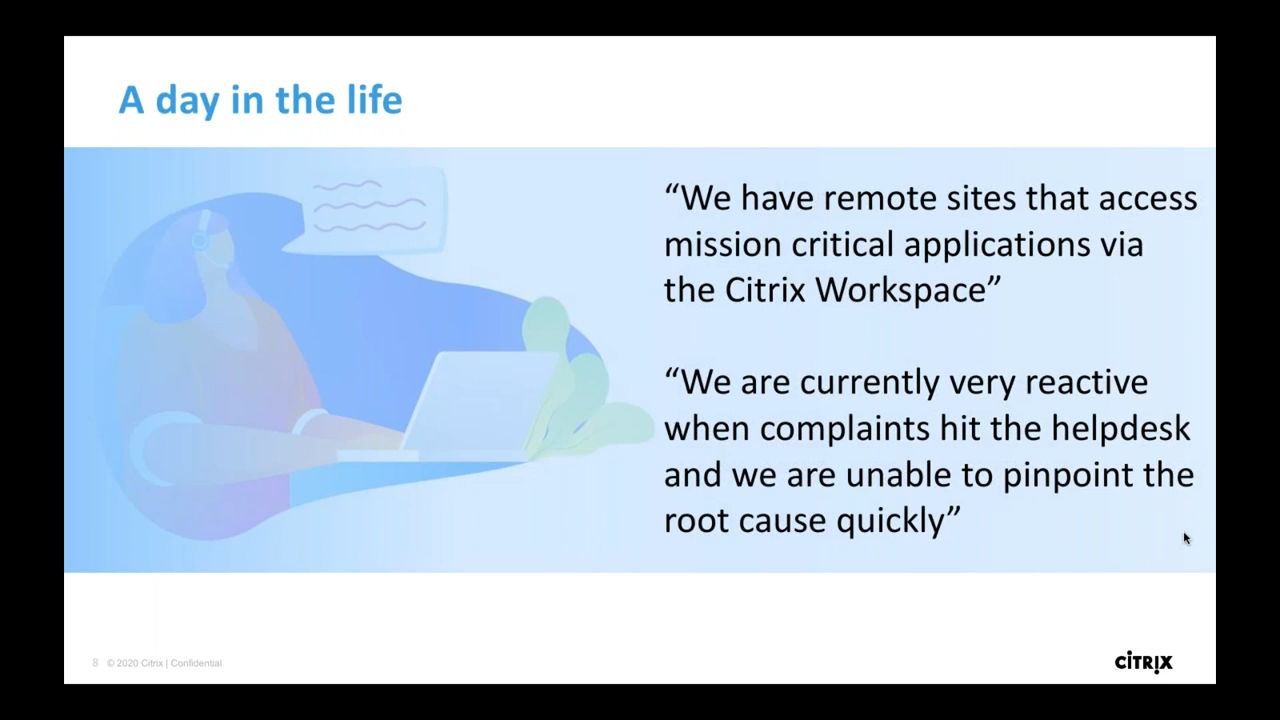 A day in the life
“We have remote sites that access
mission critical applications via
the Citrix Workspace”
“We are currently very reactive
when complaints hit the helpdesk
and we are unable to pinpoint the
root cause quickly”
8 © 2020 Citrix | Confidential
CİTRIX